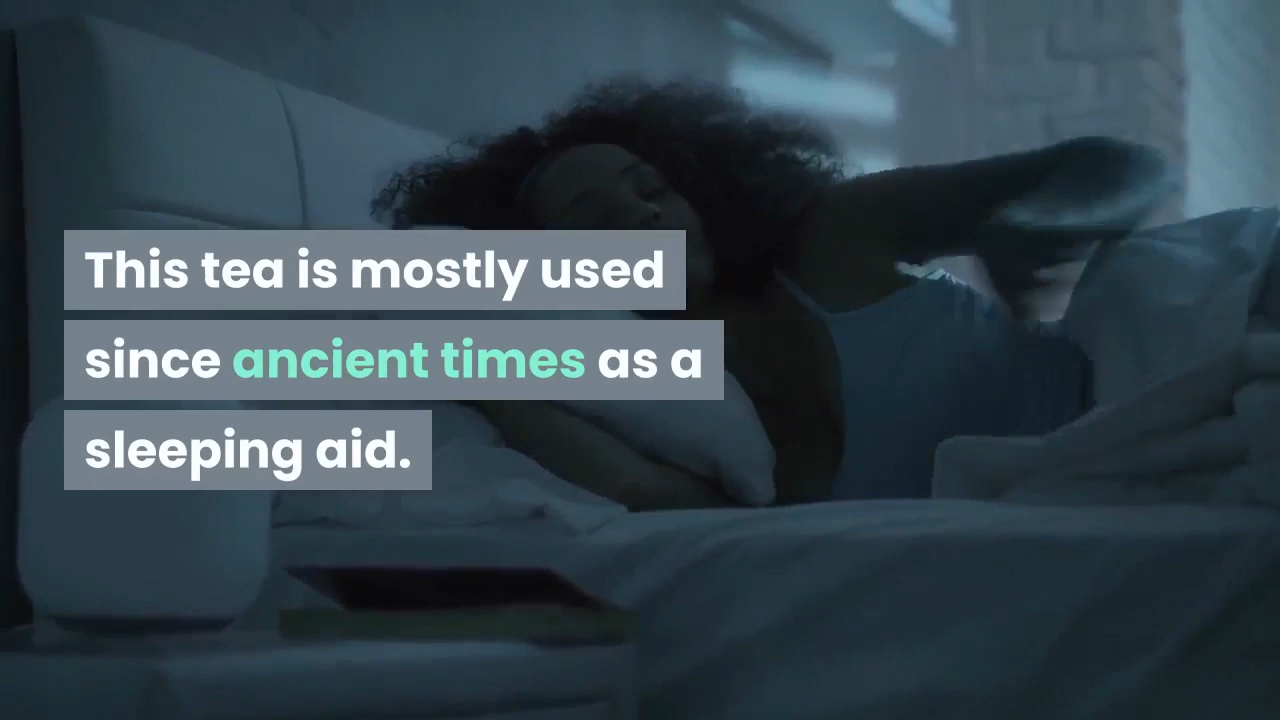 This tea is mostly used
since ancient times as a
sleeping aid.